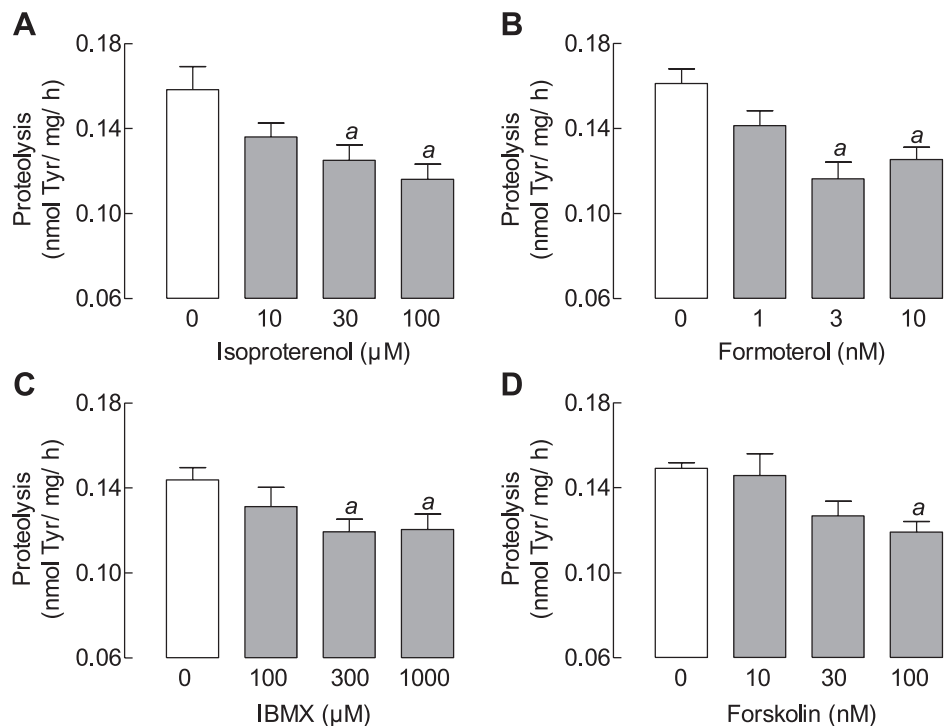 A
Proteolysis
(nmol Tyr/ mg/ h)
0.18
0.14
0.10
0.06
a
a
0 10 30 100
Isoproterenol (µM)
B
Proteolysis
(nmol Tyr/ mg/ h)
0.18
0.14
0.10
0.06
a
a
0 1 3 10
Formoterol (nM)
C
Proteolysis
(nmol Tyr/ mg/ h)
0.18
0.14
0.10
0.06
a
a
0 100 300 1000
IBMX (µM)
D
Proteolysis
(nmol Tyr/ mg/ h)
0.18
0.14
0.10
0.06
a
0 10 30 100
Forskolin (nM)